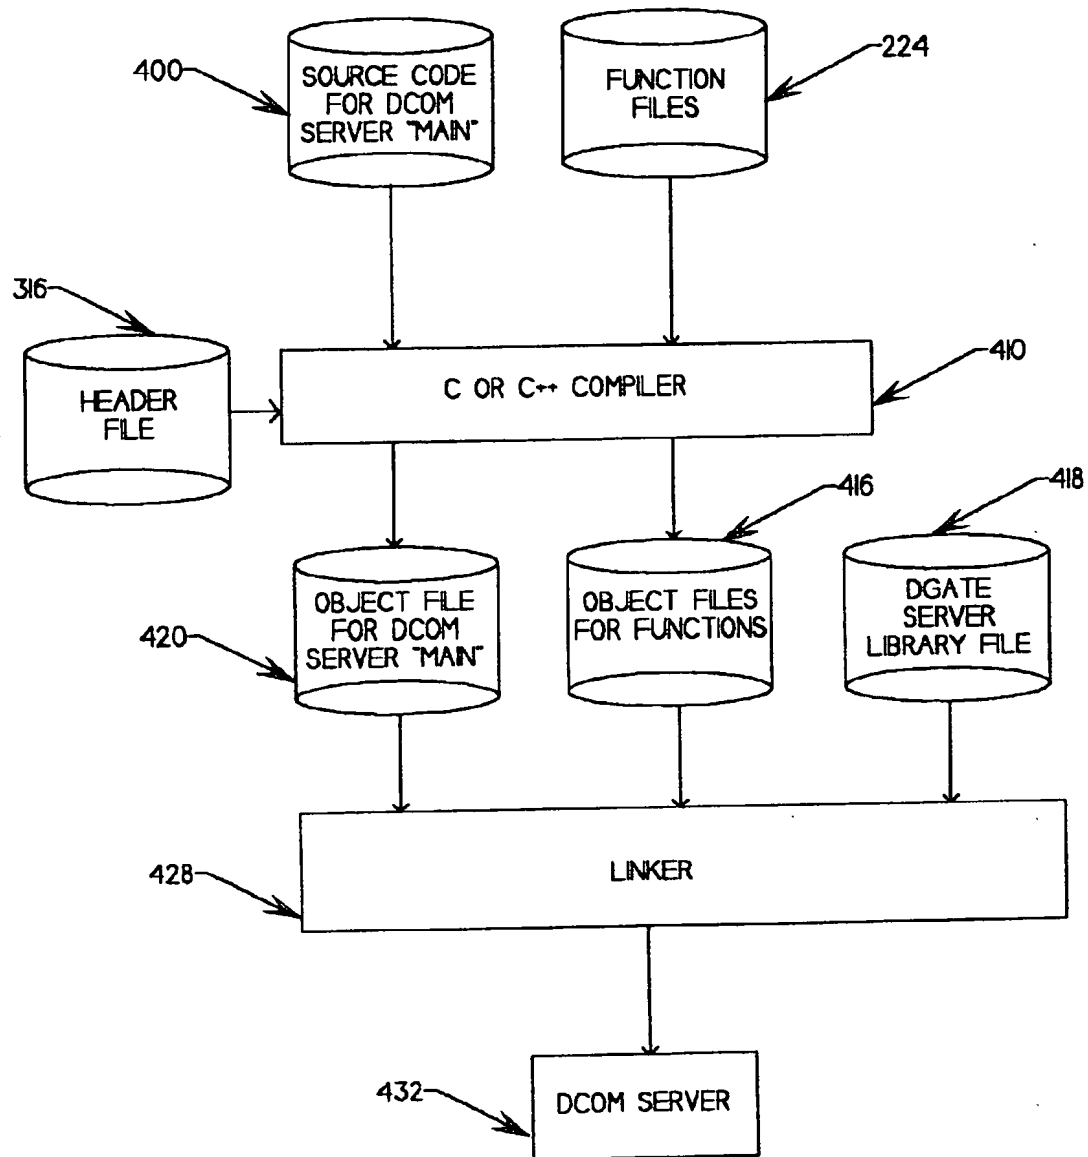 400
SOURCE CODE
FOR DCOM
SERVER "MAIN"
FUNCTION
FILES
224
316
HEADER
FILE
C OR C++ COMPILER
410
420
OBJECT FILE
FOR DCOM
SERVER "MAIN"
416
OBJECT FILES
FOR FUNCTIONS
418
DGATE
SERVER
LIBRARY FILE
428
LINKER
432
DCOM SERVER